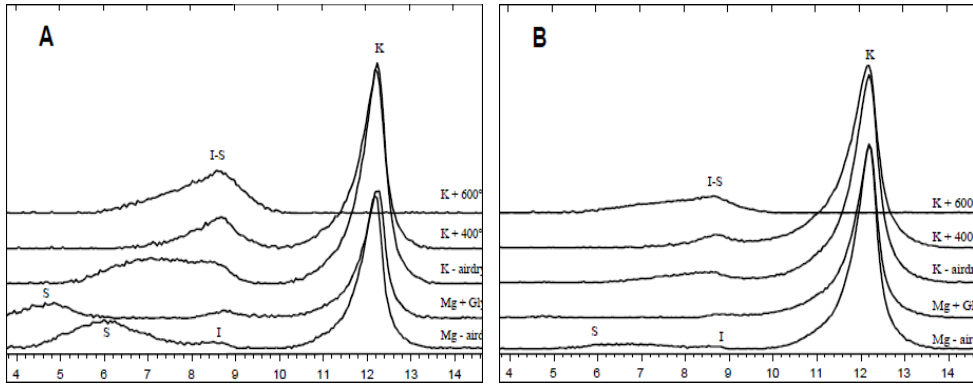 A
K
I-S
K + 600°
K + 400°
K - airdry
S
Mg + Gly
S
I
Mg - aird
4 5 6 7 8 9 10 11 12 13 14
B
K
I-S
K + 600
K + 400
K - aird
Mg + Gl
S
I
Mg - air
4 5 6 7 8 9 10 11 12 13 14